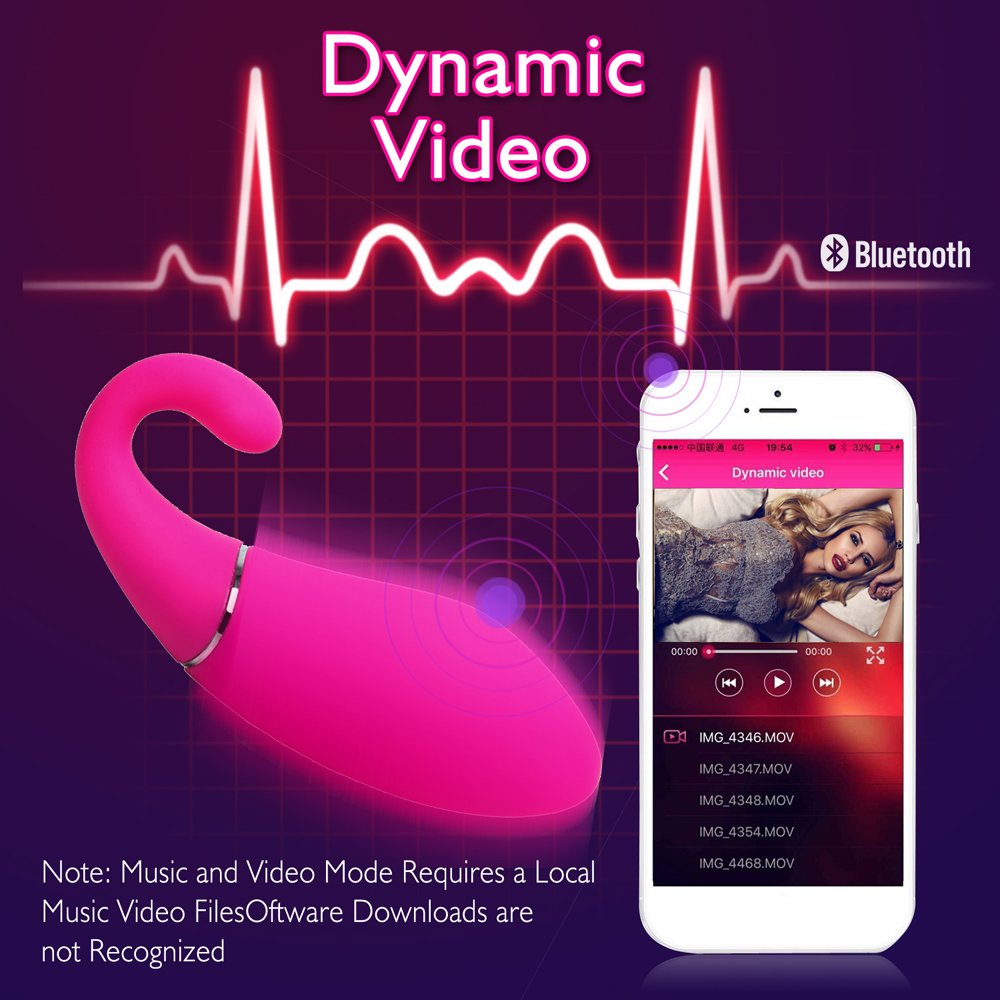 Dynamic
Video
Bluetooth
中国联通 4G 19:54 32%
Dynamic video
00:00 00:00
IMG_4346.MOV
IMG_4347.MOV
IMG_4348.MOV
IMG_4354.MOV
IMG_4468.MOV
Note: Music and Video Mode Requires a Local
Music Video FilesOftware Downloads are
not Recognized